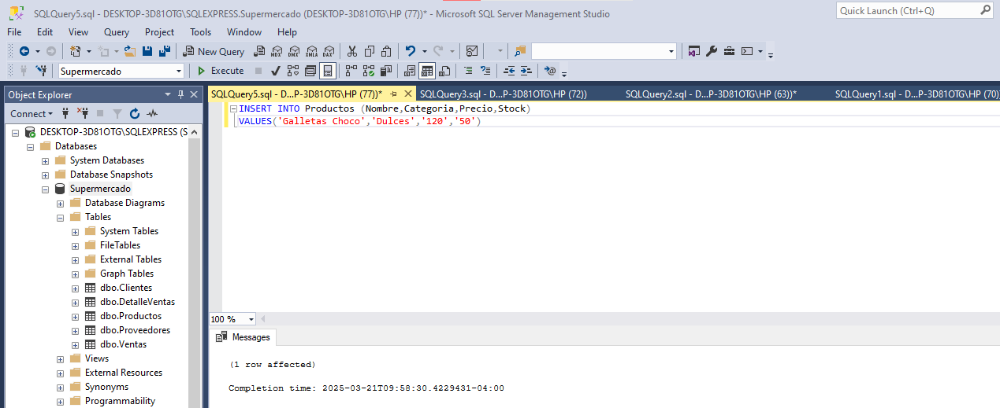 SQLQuery5.sql - DESKTOP-3D81OTG\SQLEXPRESS.Supermercado (DESKTOP-3D81OTG\HP (77))* - Microsoft SQL Server Management Studio
Quick Launch (Ctrl+Q)
File Edit View Query Project Tools Window Help
New Query MDX DMX XMLA DAX
Supermercado Execute
Object Explorer
SQLQuery5.sql - D...P-3D81OTG\HP (77))* SQLQuery3.sql - D...P-3D81OTG\HP (72)) SQLQuery2.sql - D...P-3D81OTG\HP (63))* SQLQuery1.sql - D...P-3D81OTG\HP (70))
Connect
INSERT INTO Productos (Nombre,Categoria,Precio,Stock)
VALUES('Galletas Choco','Dulces','120','50')
DESKTOP-3D81OTG\SQLEXPRESS (S
Databases
System Databases
Database Snapshots
Supermercado
Database Diagrams
Tables
System Tables
FileTables
External Tables
Graph Tables
dbo.Clientes
dbo.DetalleVentas
dbo.Productos
dbo.Proveedores
dbo.Ventas
Views
External Resources
Synonyms
Programmability
100 %
Messages
(1 row affected)
Completion time: 2025-03-21T09:58:30.4229431-04:00